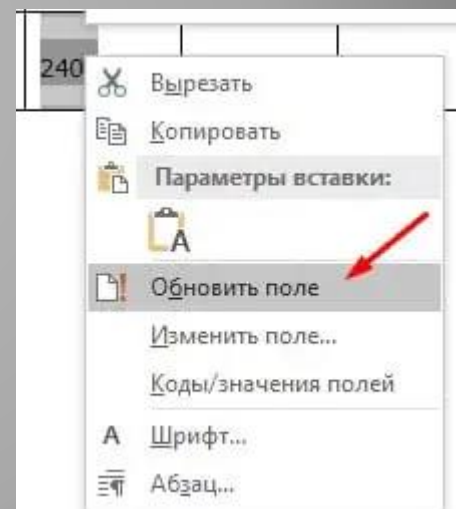 240
Вырезать
Копировать
Параметры вставки:
A
Обновить поле
Изменить поле...
Коды/значения полей
A Шрифт...
Абзац...